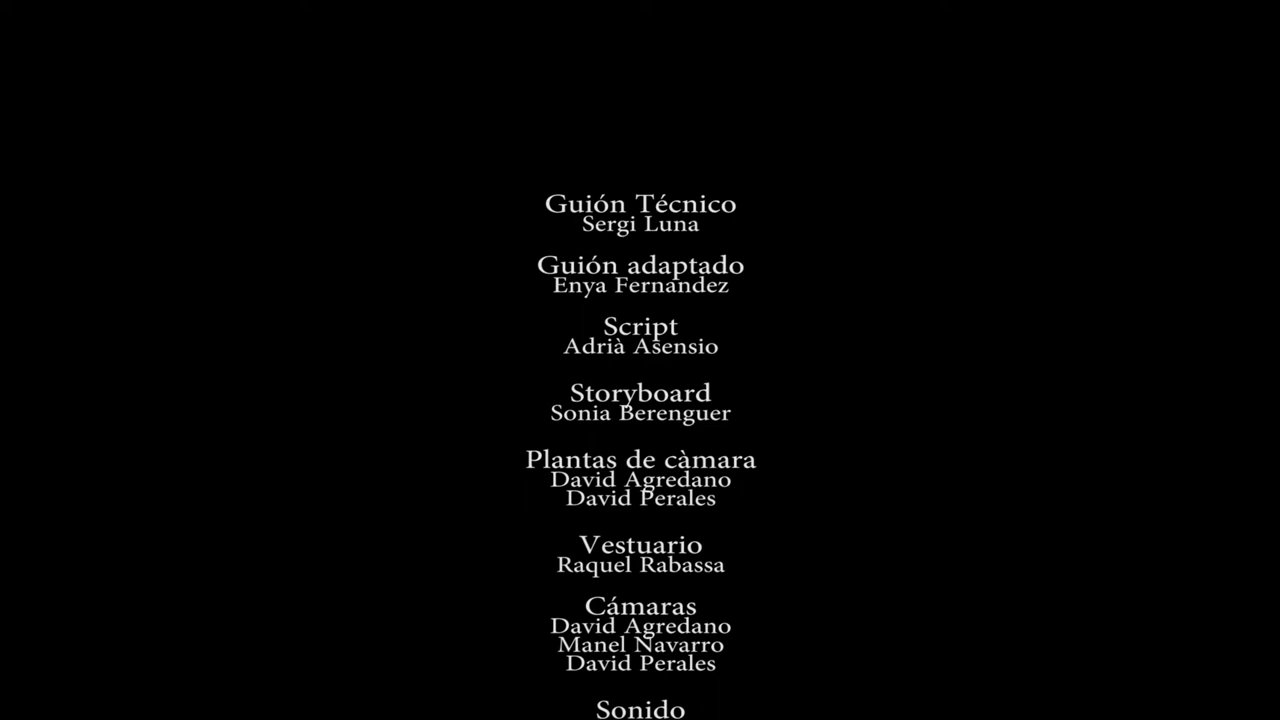 Guión Técnico
Sergi Luna
Guión adaptado
Enya Fernandez
Script
Adrià Asensio
Storyboard
Sonia Berenguer
Plantas de càmara
David Agredano
David Perales
Vestuario
Raquel Rabassa
Cámaras
David Agredano
Manel Navarro
David Perales
Sonido